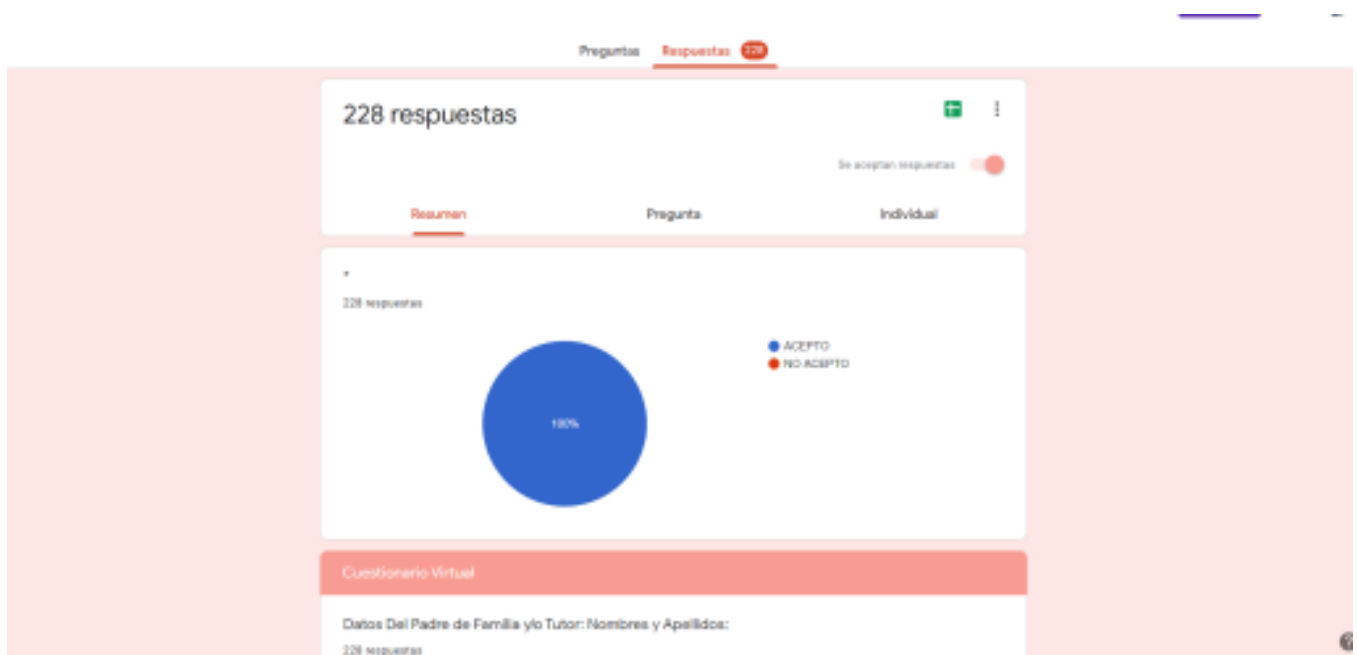 Preguntas Respuestas 228
228 respuestas
Se aceptan respuestas
Resumen Pregunta Individual
*
228 respuestas
ACEPTO
NO ACEPTO
100%
Cuestionario Virtual
Datos Del Padre de Familia y/o Tutor: Nombres y Apellidos:
228 respuestas